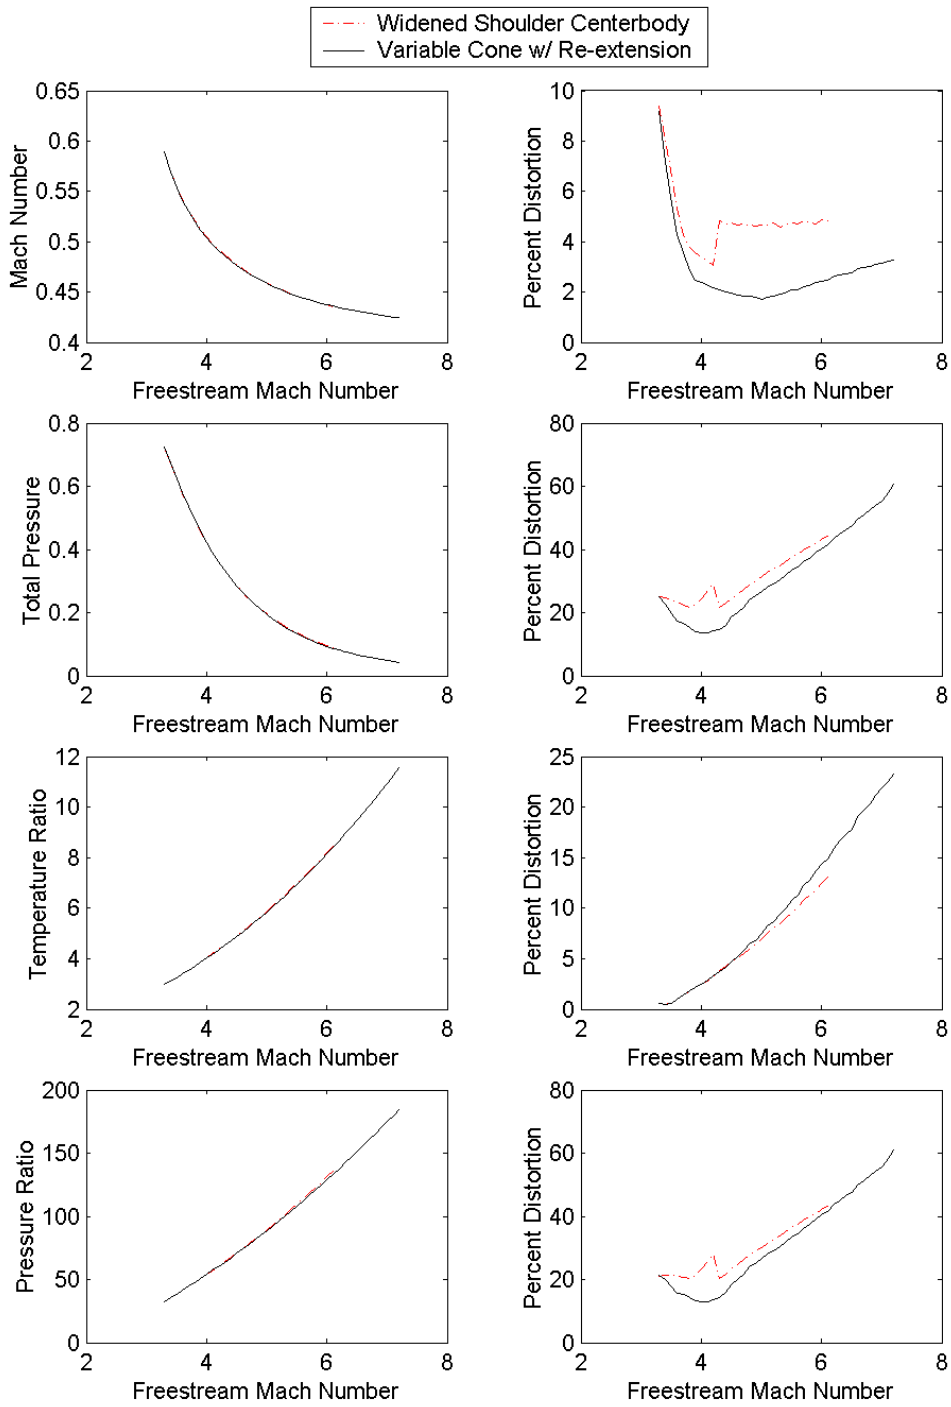 Widened Shoulder Centerbody
Variable Cone w/ Re-extension
0.65
0.6
0.55
0.5
0.45
0.4
2 4 6 8
Mach Number
Freestream Mach Number
10
8
6
4
2
0
2 4 6 8
Percent Distortion
Freestream Mach Number
0.8
0.6
0.4
0.2
0
2 4 6 8
Total Pressure
Freestream Mach Number
80
60
40
20
0
2 4 6 8
Percent Distortion
Freestream Mach Number
12
10
8
6
4
2
2 4 6 8
Temperature Ratio
Freestream Mach Number
25
20
15
10
5
0
2 4 6 8
Percent Distortion
Freestream Mach Number
200
150
100
50
0
2 4 6 8
Pressure Ratio
Freestream Mach Number
80
60
40
20
0
2 4 6 8
Percent Distortion
Freestream Mach Number